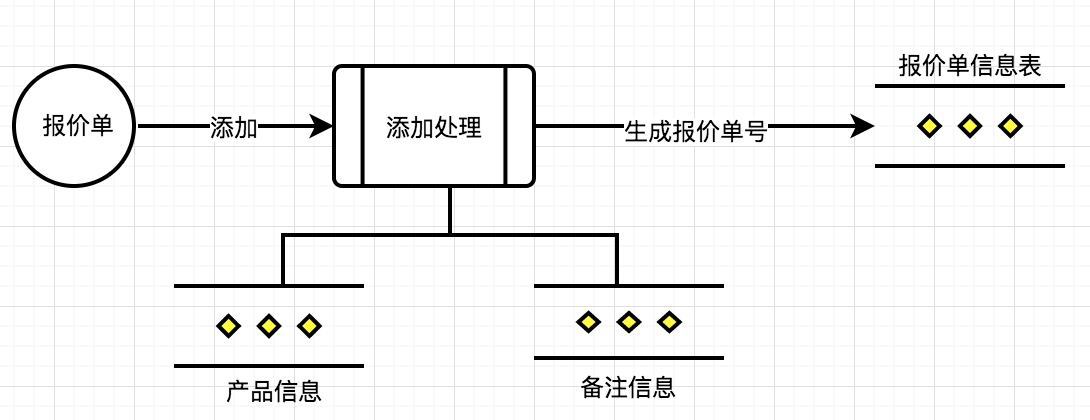 报价单信息表
报价单
添加
添加处理
生成报价单号
产品信息
备注信息